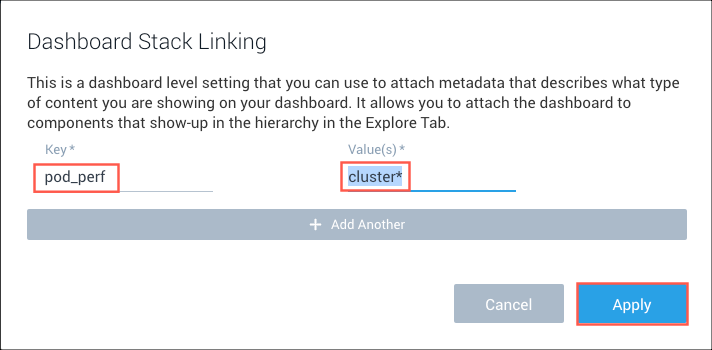 Dashboard Stack Linking
This is a dashboard level setting that you can use to attach metadata that describes what type
of content you are showing on your dashboard. It allows you to attach the dashboard to
components that show-up in the hierarchy in the Explore Tab.
Key * Value(s) *
pod_perf cluster*
+ Add Another
Cancel Apply